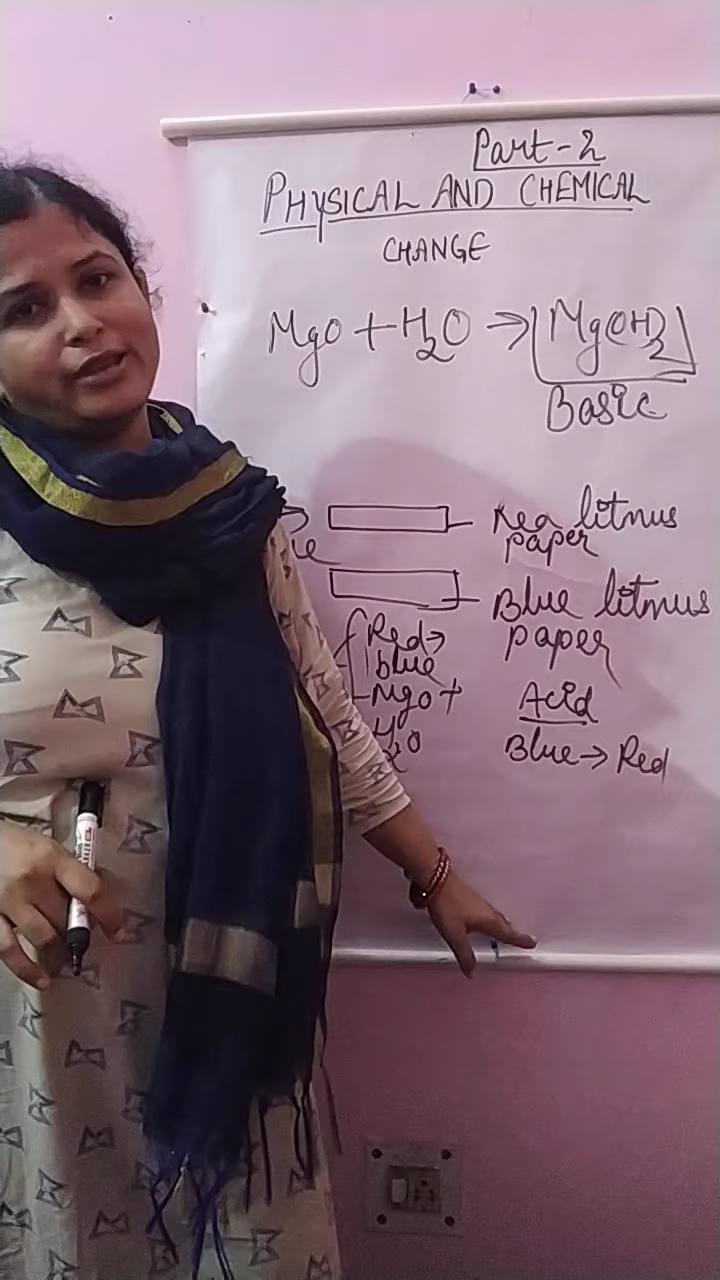 Part-2
PHYSICAL AND CHEMICAL
CHANGE
MgO + H2O → Mg(OH)2
Basic
Red litmus
paper
Blue litmus
paper
Red→
blue
MgO +
H2O
Acid
Blue → Red